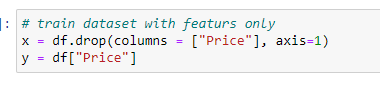 ]:
# train dataset with featurs only
x = df.drop(columns = ["Price"], axis=1)
y = df["Price"]